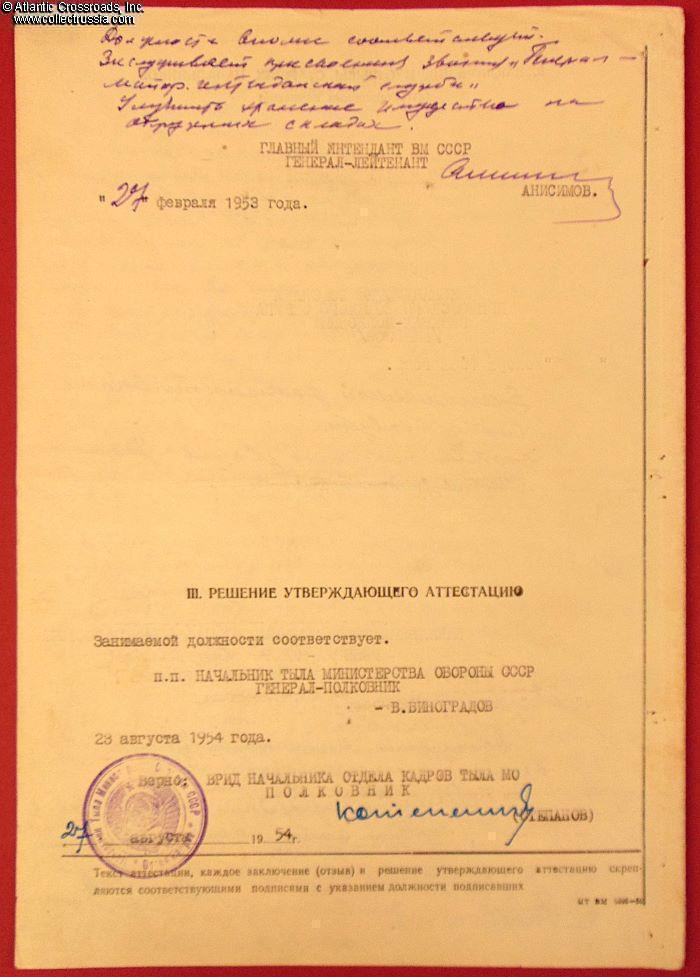 © Atlantic Crossroads, Inc.
www.collectrussia.com
Должности вполне соответствует.
Заслуживает присвоения звания „Генерал-
майор интендантской службы"
Улучшить хранение имущества на
окружных складах.
ГЛАВНЫЙ ИНТЕНДАНТ ВМ СССР
ГЕНЕРАЛ-ЛЕЙТЕНАНТ
АНИСИМОВ.
"27" февраля 1953 года.
III. РЕШЕНИЕ УТВЕРЖДАЮЩЕГО АТТЕСТАЦИЮ
Занимаемой должности соответствует.
п.п. НАЧАЛЬНИК ТЫЛА МИНИСТЕРСТВА ОБОРОНЫ СССР
ГЕНЕРАЛ-ПОЛКОВНИК
- В.ВИНОГРАДОВ
23 августа 1954 года.
Верно: ВРИД НАЧАЛЬНИКА ОТДЕЛА КАДРОВ ТЫЛА МО
ПОЛКОВНИК
(СТЕПАНОВ)
27 августа 1954 г.
Текст аттестации, каждое заключение (отзыв) и решение утверждающего аттестацию скреп-
ляются соответствующими подписями с указанием должности подписавших
МТ ВМ